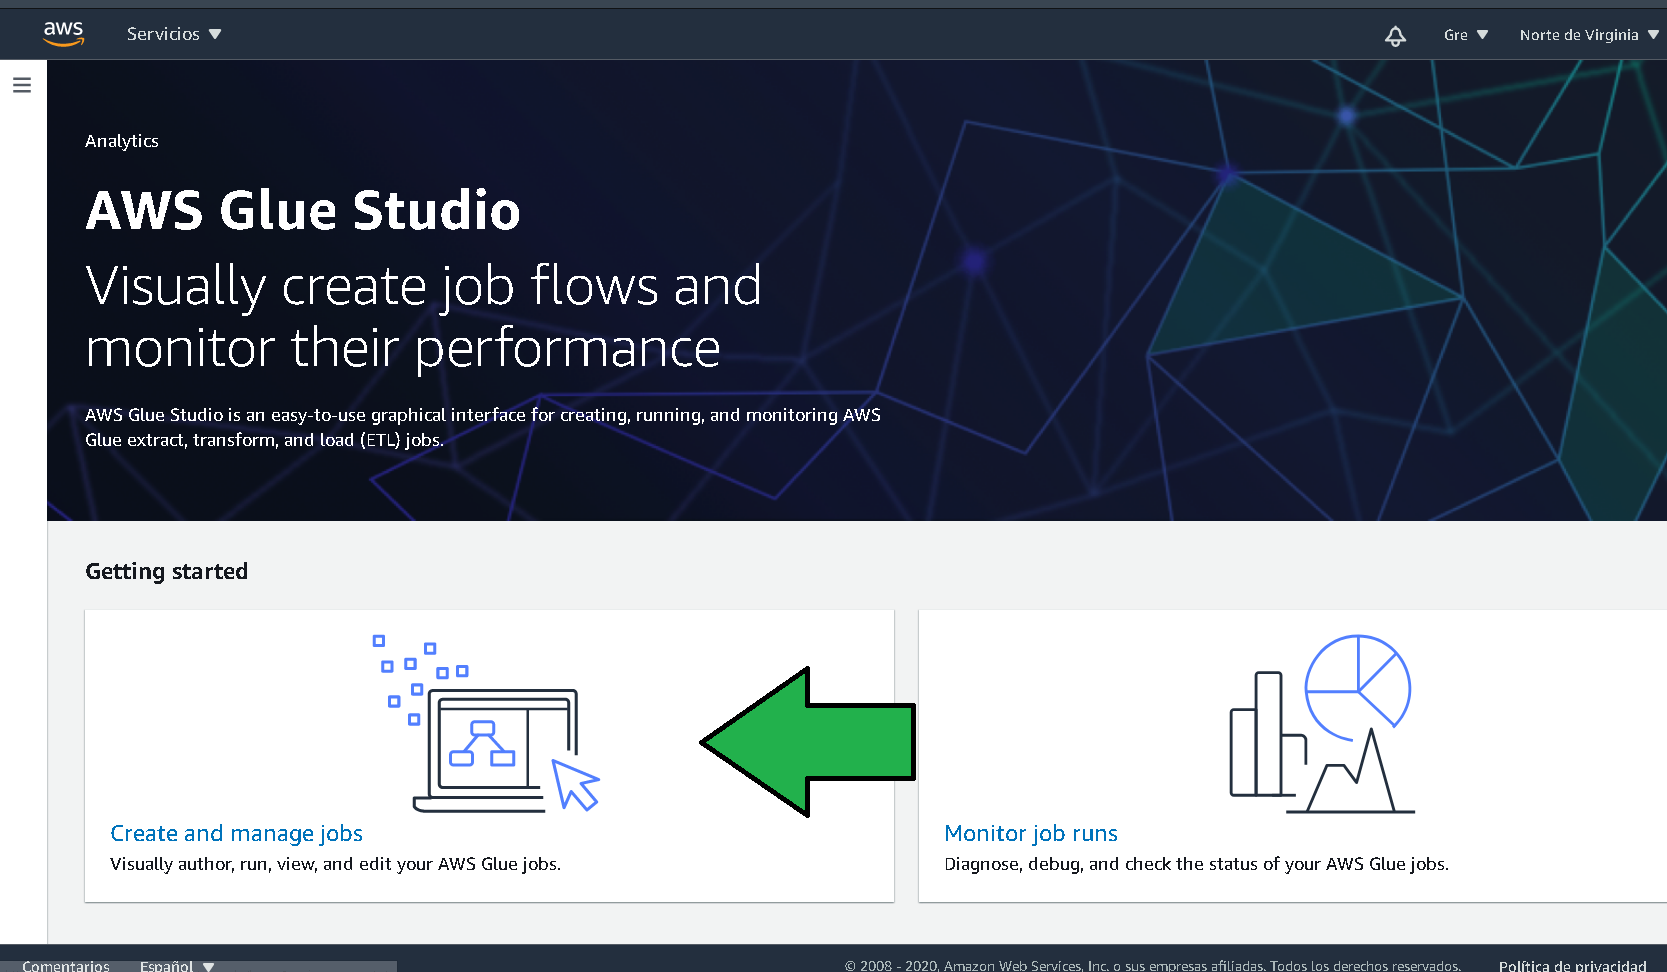 aws
Servicios
Gre
Norte de Virginia
Analytics
AWS Glue Studio
Visually create job flows and
monitor their performance
AWS Glue Studio is an easy-to-use graphical interface for creating, running, and monitoring AWS
Glue extract, transform, and load (ETL) jobs.
Getting started
Create and manage jobs
Visually author, run, view, and edit your AWS Glue jobs.
Monitor job runs
Diagnose, debug, and check the status of your AWS Glue jobs.
Comentarios
Español
© 2008 - 2020, Amazon Web Services, Inc. o sus empresas afiliadas. Todos los derechos reservados.
Política de privacidad